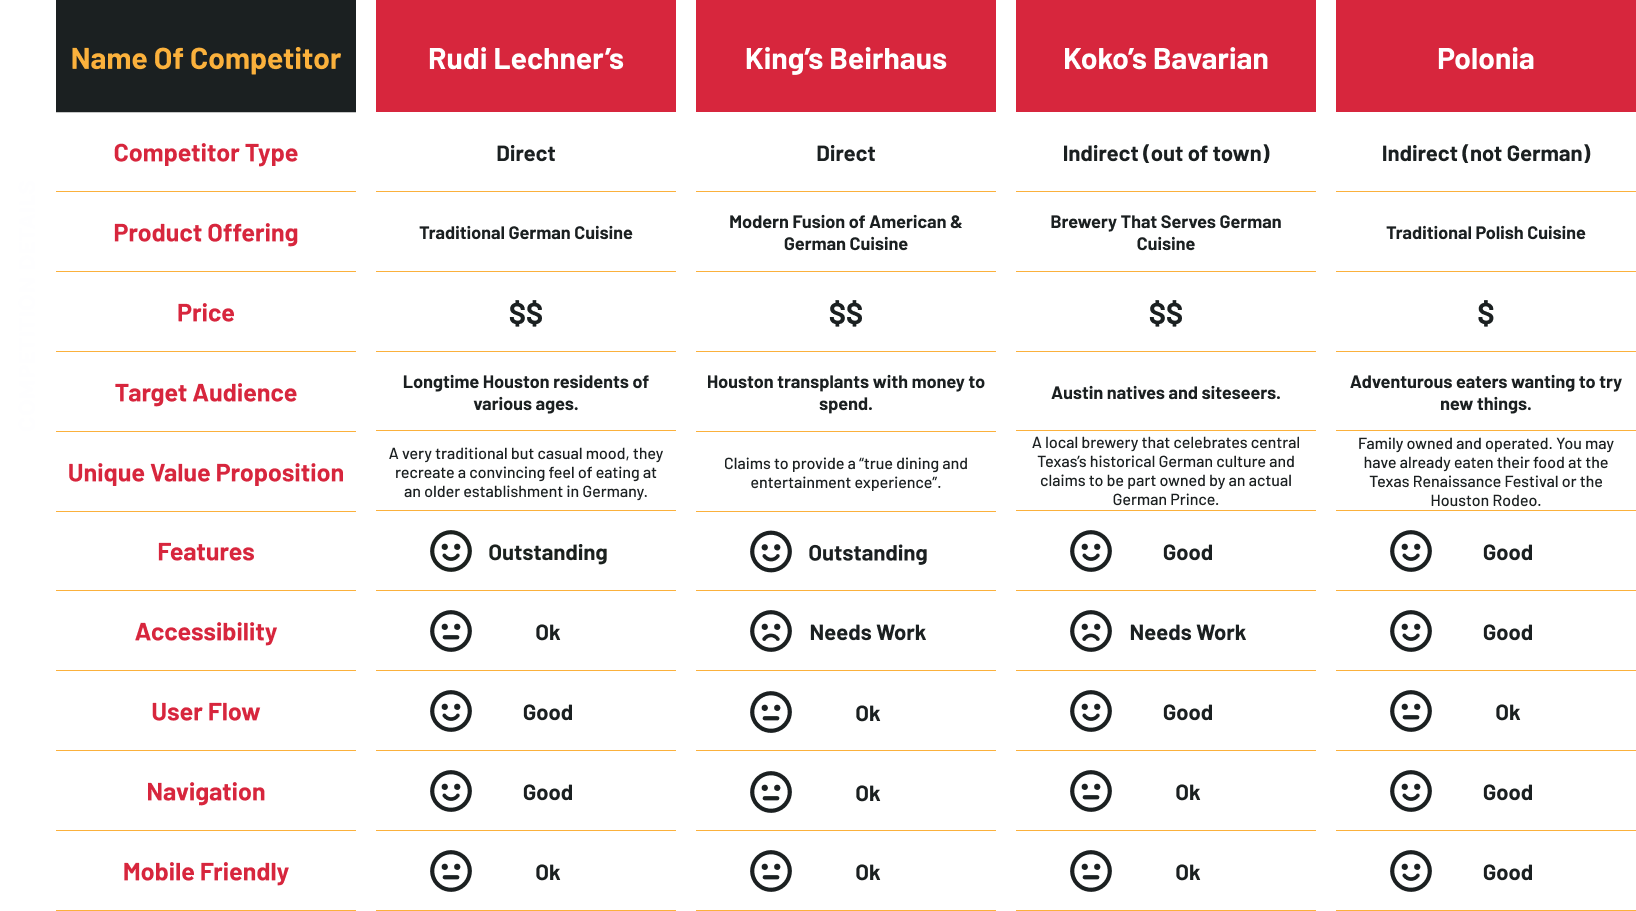 Name Of Competitor
Rudi Lechner’s
King’s Beirhaus
Koko’s Bavarian
Polonia
Competitor Type
Direct
Direct
Indirect (out of town)
Indirect (not German)
Product Offering
Traditional German Cuisine
Modern Fusion of American &
German Cuisine
Brewery That Serves German
Cuisine
Traditional Polish Cuisine
Price
$$
$$
$$
$
Target Audience
Longtime Houston residents of
various ages.
Houston transplants with money to
spend.
Austin natives and siteseers.
Adventurous eaters wanting to try
new things.
Unique Value Proposition
A very traditional but casual mood, they
recreate a convincing feel of eating at
an older establishment in Germany.
Claims to provide a “true dining and
entertainment experience”.
A local brewery that celebrates central
Texas’s historical German culture and
claims to be part owned by an actual
German Prince.
Family owned and operated. You may
have already eaten their food at the
Texas Renaissance Festival or the
Houston Rodeo.
Features
Outstanding
Outstanding
Good
Good
Accessibility
Ok
Needs Work
Needs Work
Good
User Flow
Good
Ok
Good
Ok
Navigation
Good
Ok
Ok
Good
Mobile Friendly
Ok
Ok
Ok
Good